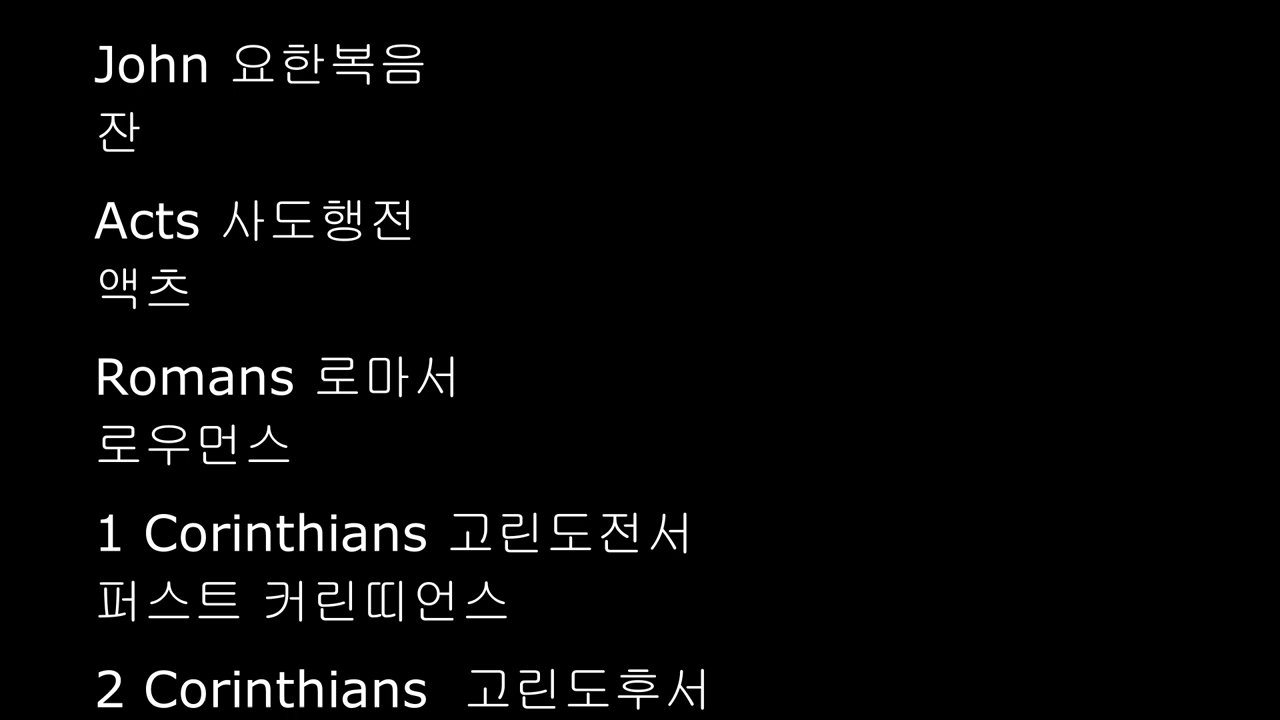 John 요한복음
잔
Acts 사도행전
액츠
Romans 로마서
로우먼스
1 Corinthians 고린도전서
퍼스트 커린띠언스
2 Corinthians 고린도후서